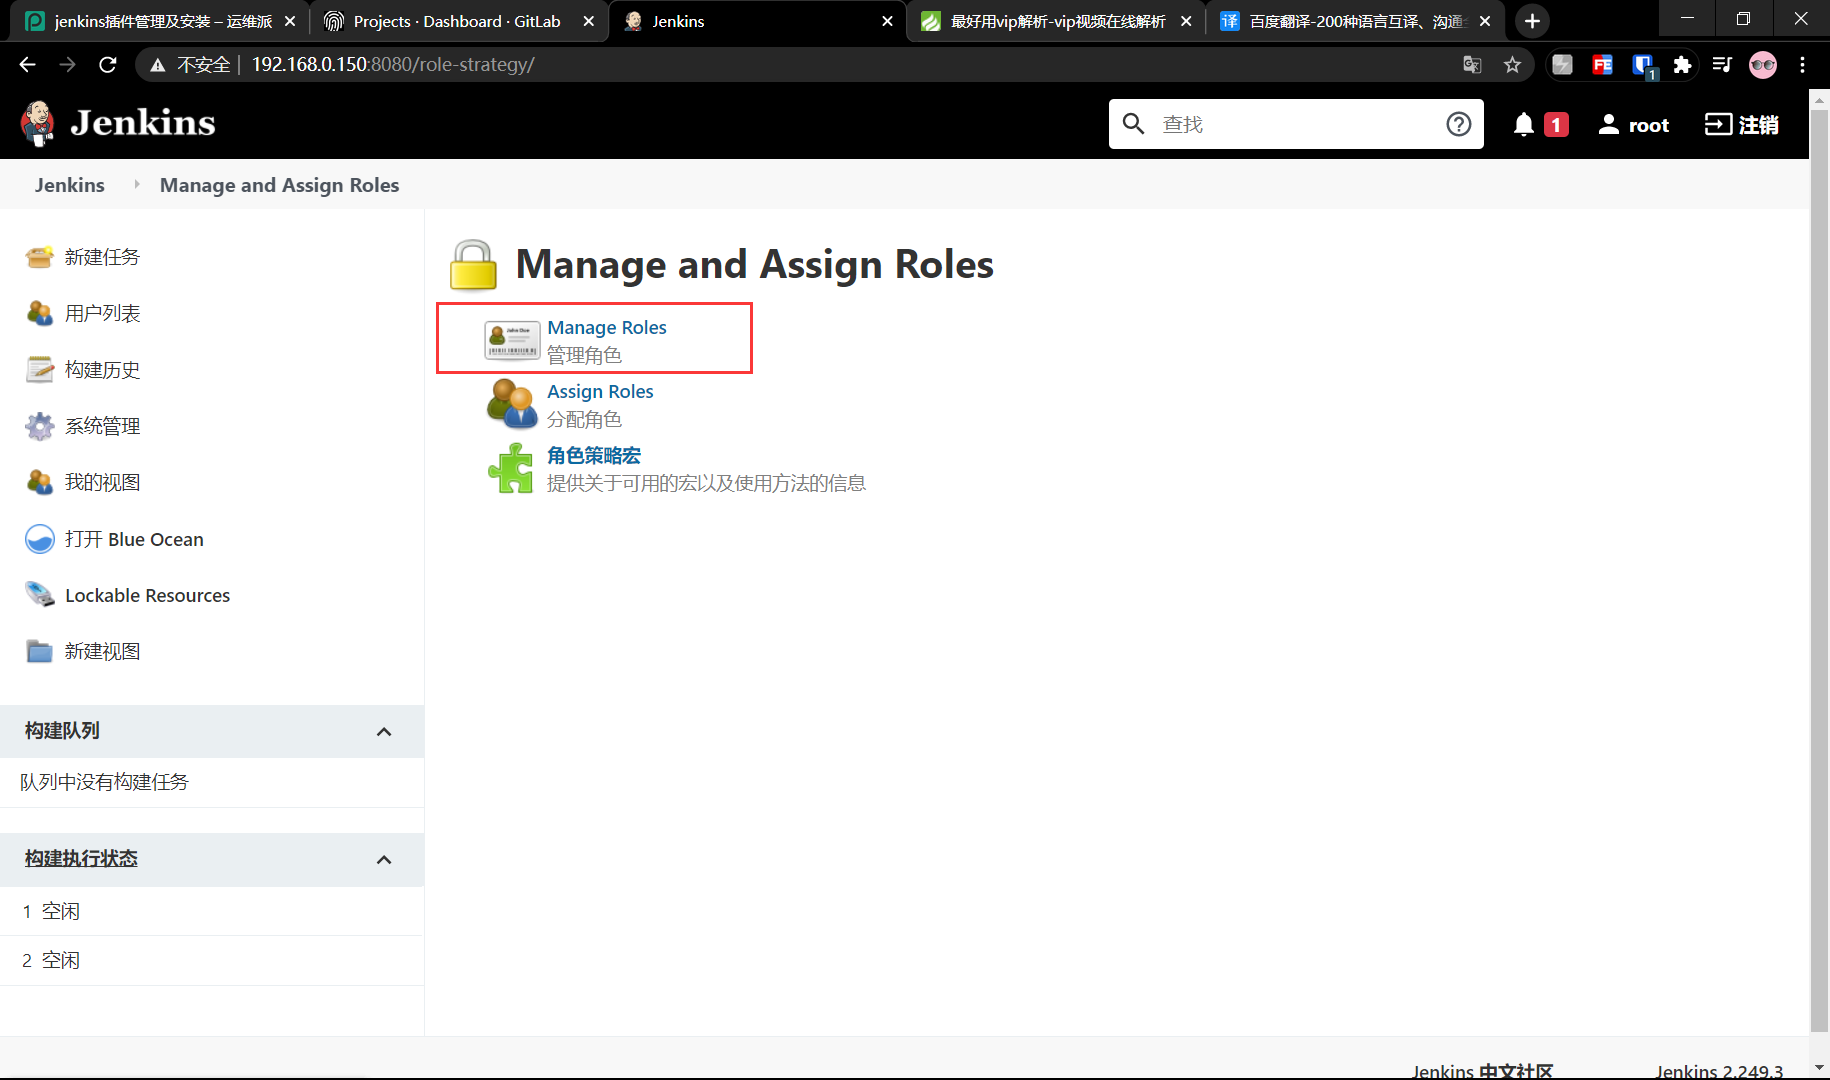 jenkins插件管理及安装 – 运维派
Projects · Dashboard · GitLab
Jenkins
最好用vip解析-vip视频在线解析
百度翻译-200种语言互译、沟通
不安全
192.168.0.150:8080/role-strategy/
1
Jenkins
查找
1
root
注销
Jenkins
Manage and Assign Roles
新建任务
用户列表
构建历史
系统管理
我的视图
打开 Blue Ocean
Lockable Resources
新建视图
构建队列
队列中没有构建任务
构建执行状态
1 空闲
2 空闲
Manage and Assign Roles
John Doe
Manage Roles
管理角色
Assign Roles
分配角色
角色策略宏
提供关于可用的宏以及使用方法的信息
Jenkins 中文社区
Jenkins 2.249.3